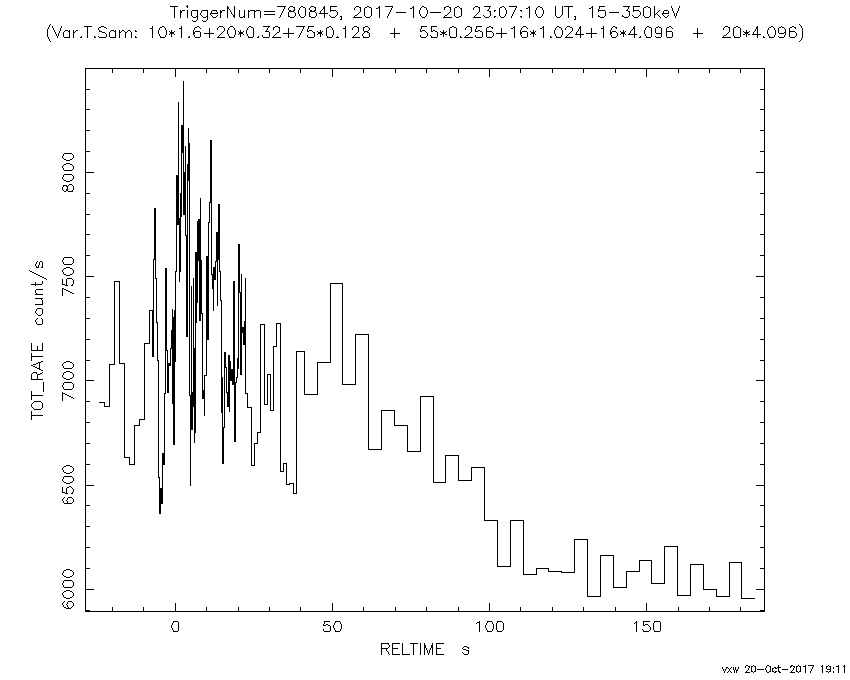 TriggerNum=780845, 2017-10-20 23:07:10 UT, 15-350keV
(Var.T.Sam: 10*1.6+20*0.32+75*0.128 + 55*0.256+16*1.024+16*4.096 + 20*4.096)
8000
7500
7000
6500
6000
TOT_RATE count/s
0 50 100 150
RELTIME s
vxw 20-Oct-2017 19:11